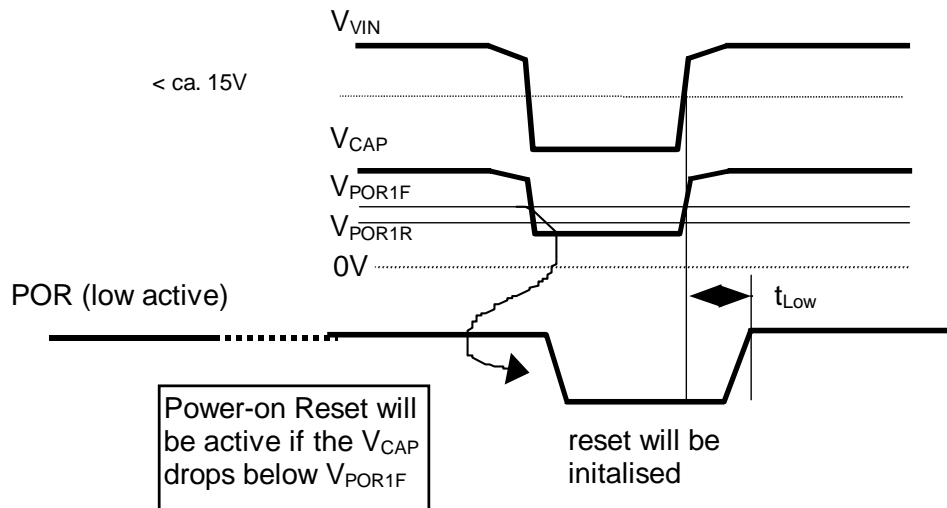 V_VIN
< ca. 15V
V_CAP
V_POR1F
V_POR1R
0V
POR (low active)
t_Low
Power-on Reset will
be active if the V_CAP
drops below V_POR1F
reset will be
initalised